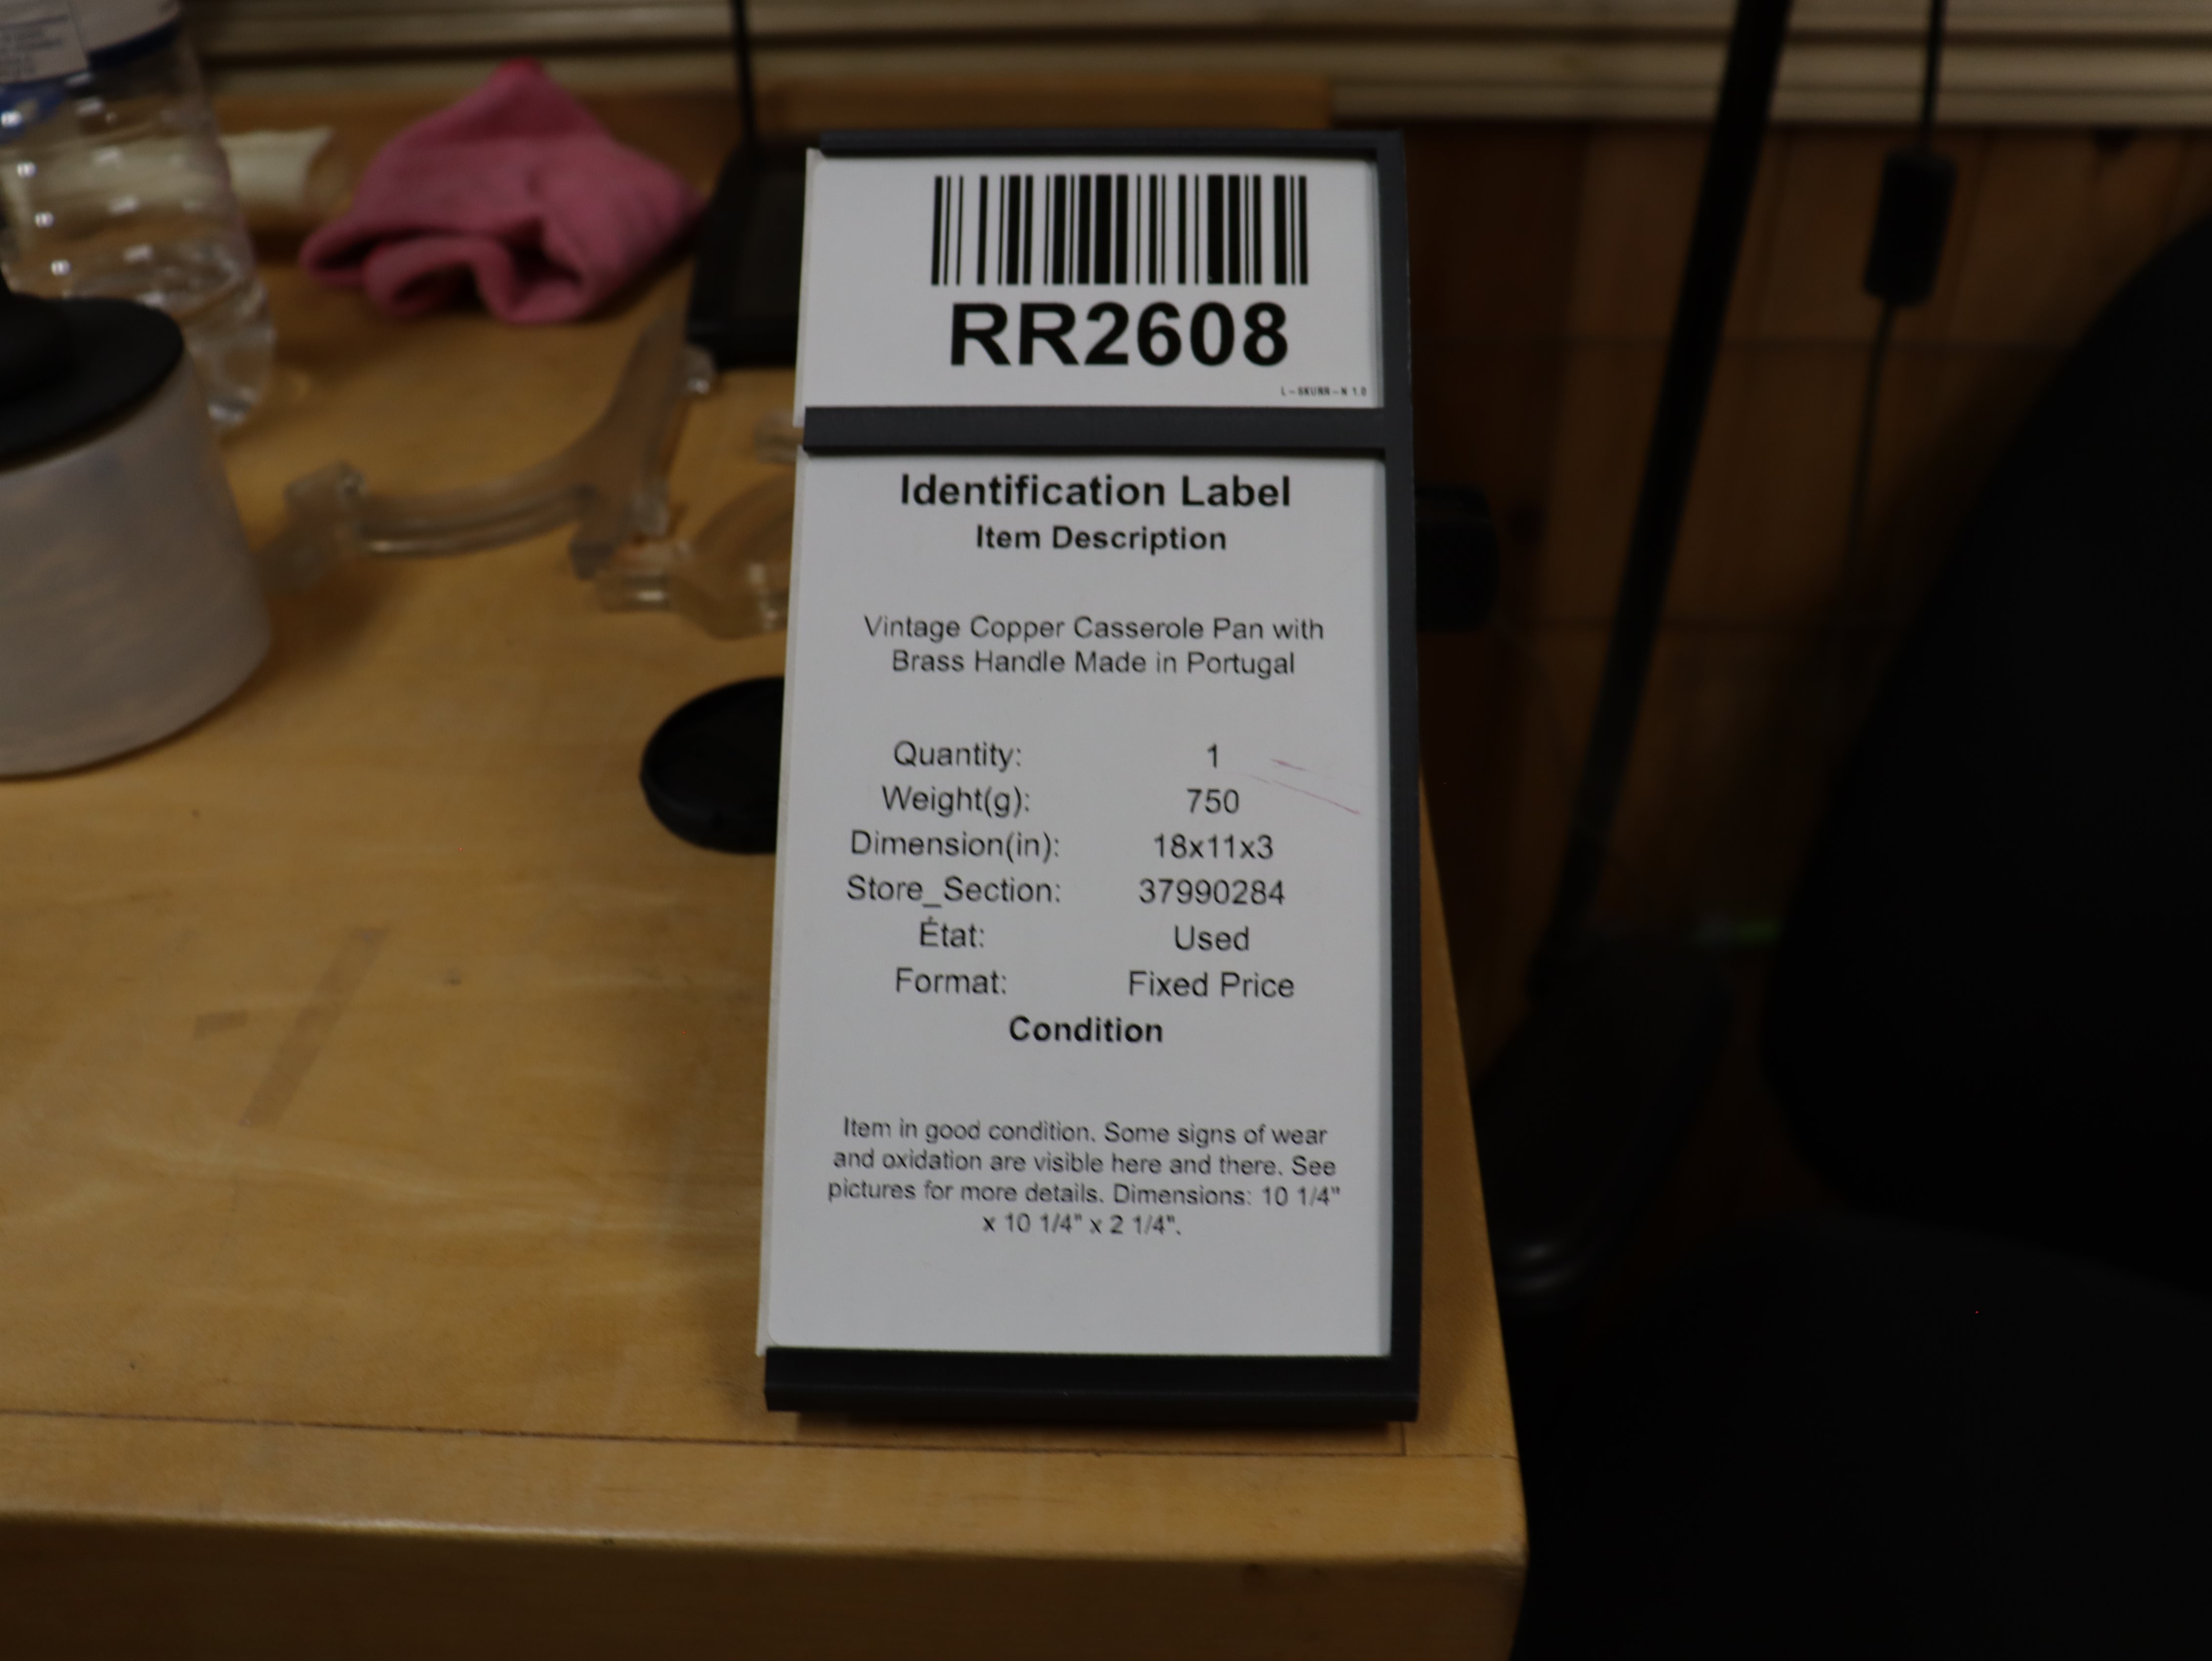 RR2608
L-SKURR-N 1.0
Identification Label
Item Description
Vintage Copper Casserole Pan with
Brass Handle Made in Portugal
Quantity: 1
Weight(g): 750
Dimension(in): 18x11x3
Store_Section: 37990284
État: Used
Format: Fixed Price
Condition
Item in good condition. Some signs of wear
and oxidation are visible here and there. See
pictures for more details. Dimensions: 10 1/4"
x 10 1/4" x 2 1/4".